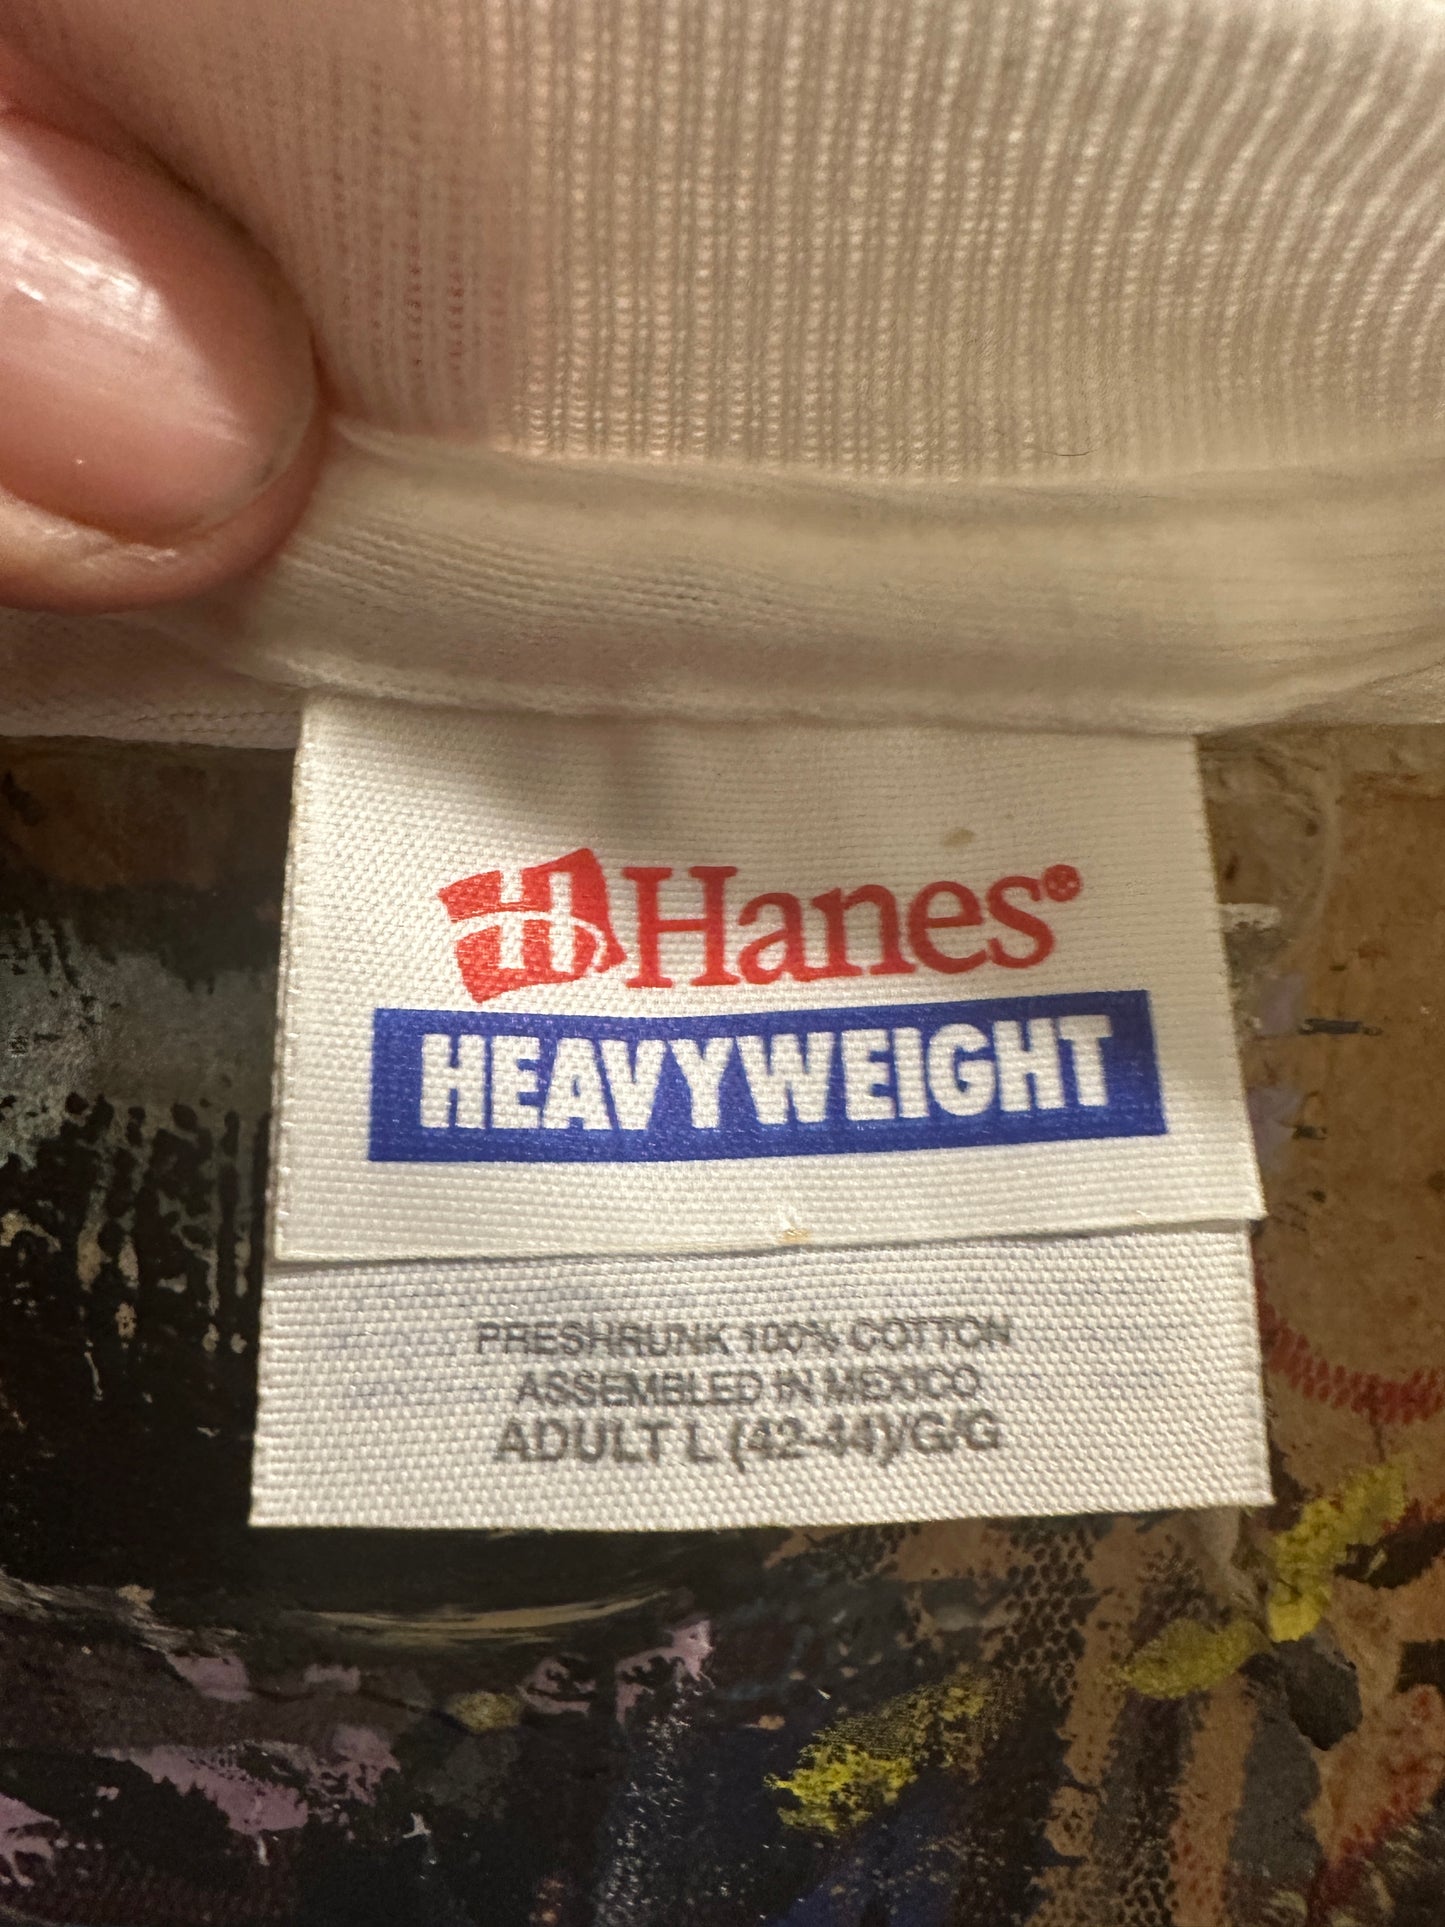 H Hanes®
HEAVYWEIGHT
PRESHRUNK 100% COTTON
ASSEMBLED IN MEXICO
ADULT L (42-44)/G/G